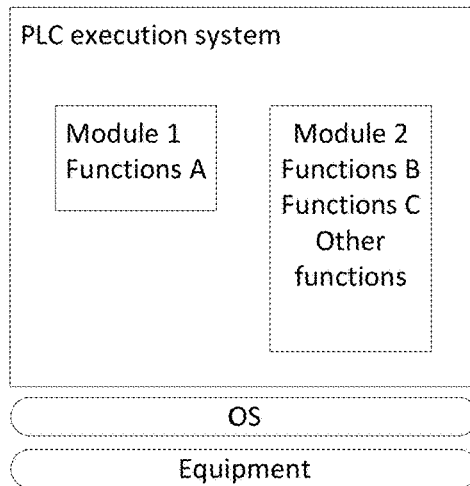 PLC execution system
Module 1
Functions A
Module 2
Functions B
Functions C
Other
functions
OS
Equipment